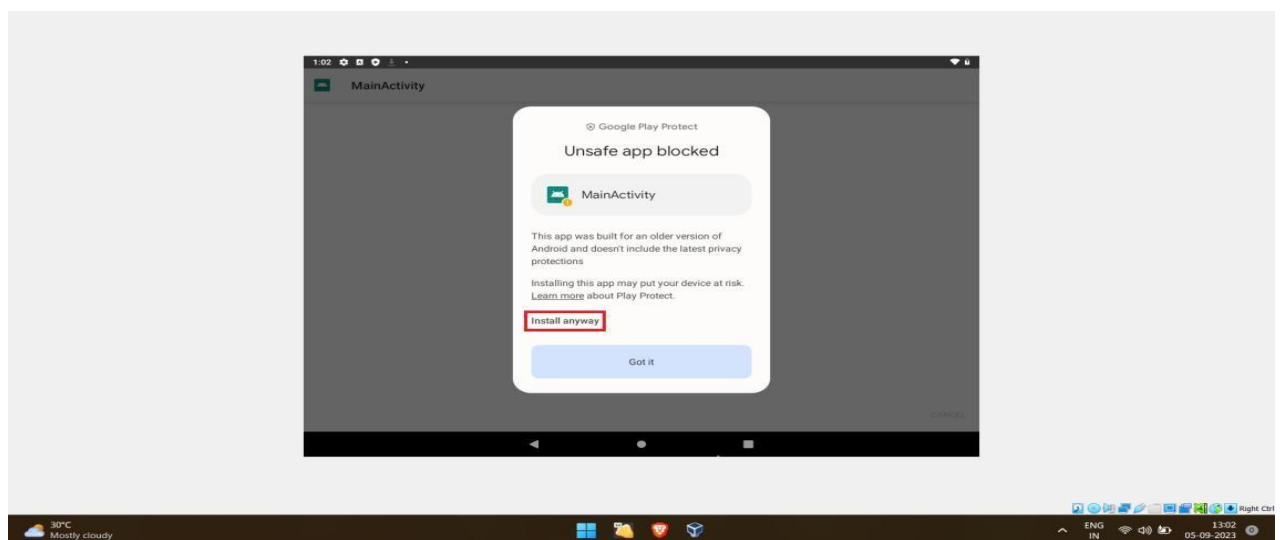 1:02
MainActivity
Google Play Protect
Unsafe app blocked
MainActivity
This app was built for an older version of
Android and doesn't include the latest privacy
protections
Installing this app may put your device at risk.
Learn more about Play Protect.
Install anyway
Got it
CANCEL
Right Ctrl
30°C
Mostly cloudy
ENG
IN
13:02
05-09-2023